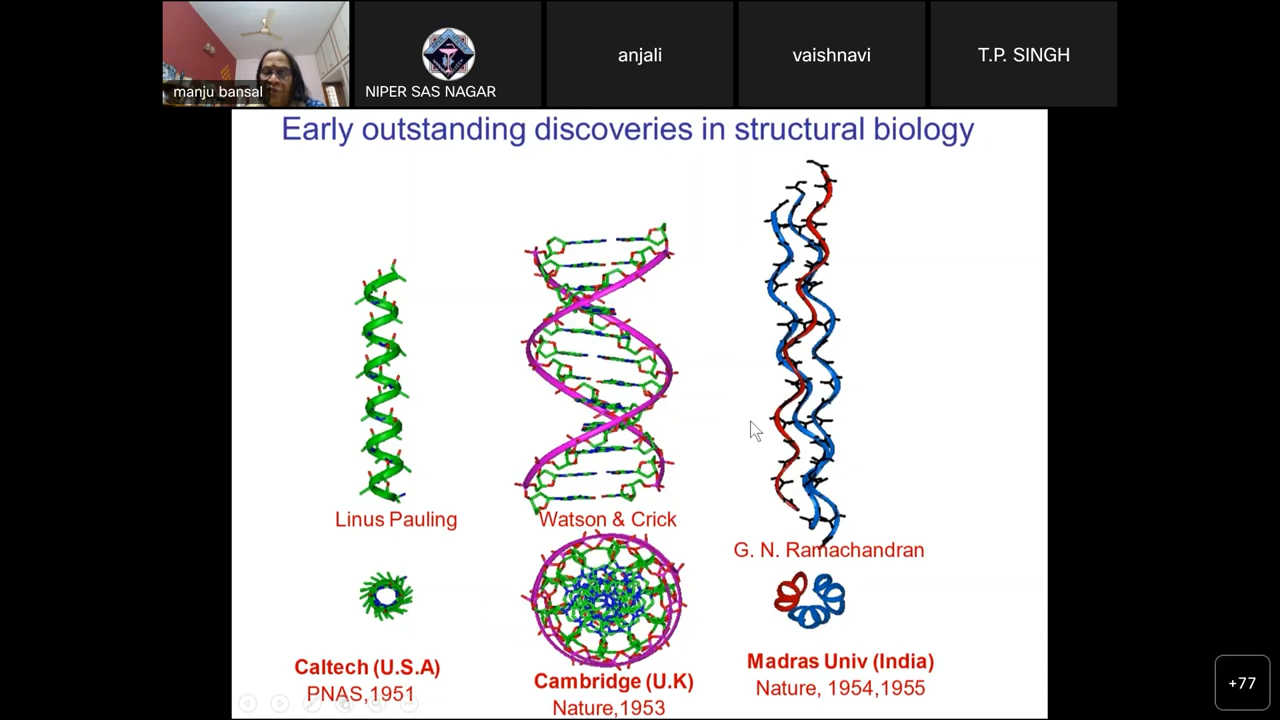 manju bansal
NIPER SAS NAGAR
anjali
vaishnavi
T.P. SINGH
Early outstanding discoveries in structural biology
Linus Pauling
Watson & Crick
G. N. Ramachandran
Caltech (U.S.A)
PNAS,1951
Cambridge (U.K)
Nature,1953
Madras Univ (India)
Nature, 1954,1955
+77